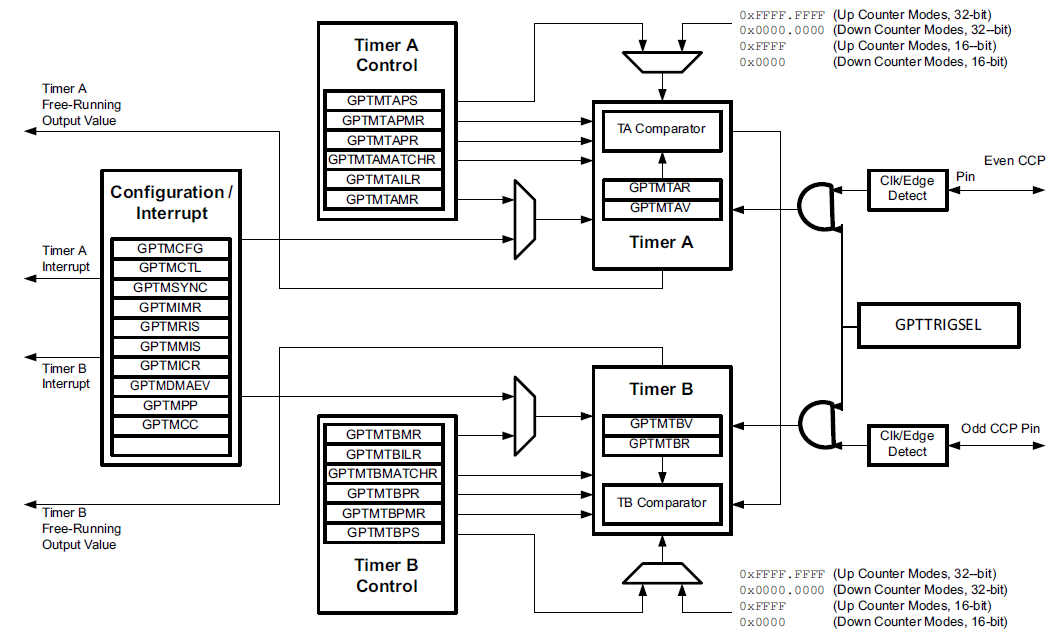 0xFFFF.FFFF (Up Counter Modes, 32-bit)
0x0000.0000 (Down Counter Modes, 32--bit)
0xFFFF (Up Counter Modes, 16--bit)
0x0000 (Down Counter Modes, 16-bit)
Timer A
Control
GPTMTAPS
GPTMTAPMR
GPTMTAPR
GPTMTAMATCHR
GPTMTAILR
GPTMTAMR
Timer A
Free-Running
Output Value
TA Comparator
GPTMTAR
GPTMTAV
Timer A
Even CCP
Pin
Clk/Edge
Detect
Configuration /
Interrupt
GPTMCFG
GPTMCTL
GPTMSYNC
GPTMIMR
GPTMRIS
GPTMMIS
GPTMICR
GPTMDMAEV
GPTMPP
GPTMCC
Timer A
Interrupt
Timer B
Interrupt
GPTTRIGSEL
Timer B
GPTMTBV
GPTMTBR
TB Comparator
Odd CCP Pin
Clk/Edge
Detect
GPTMTBMR
GPTMTBILR
GPTMTBMATCHR
GPTMTBPR
GPTMTBPMR
GPTMTBPS
Timer B
Control
Timer B
Free-Running
Output Value
0xFFFF.FFFF (Up Counter Modes, 32--bit)
0x0000.0000 (Down Counter Modes, 32-bit)
0xFFFF (Up Counter Modes, 16-bit)
0x0000 (Down Counter Modes, 16-bit)